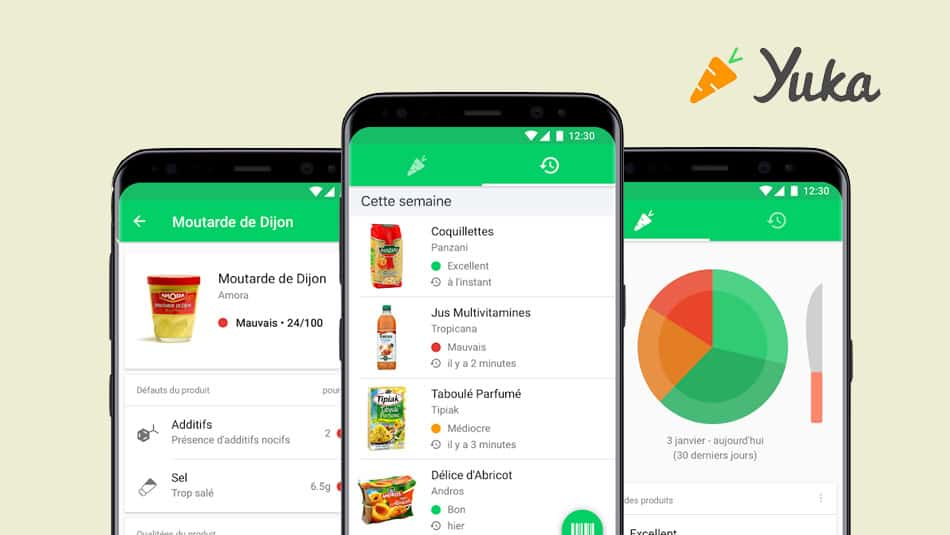 Yuka
12:30
Moutarde de Dijon
Moutarde de Dijon
Amora
Mauvais • 24/100
Défauts du produit
pour
Additifs
Présence d'additifs nocifs
2
Sel
Trop salé
6.5g
Qualités du produit
Cette semaine
Coquillettes
Panzani
Excellent
à l'instant
Jus Multivitamines
Tropicana
Mauvais
il y a 2 minutes
Taboulé Parfumé
Tipiak
Médiocre
il y a 3 minutes
Tipiak
Délice d'Abricot
Andros
Bon
hier
12:30
3 janvier - aujourd'hui
(30 derniers jours)
des produits
Excellent